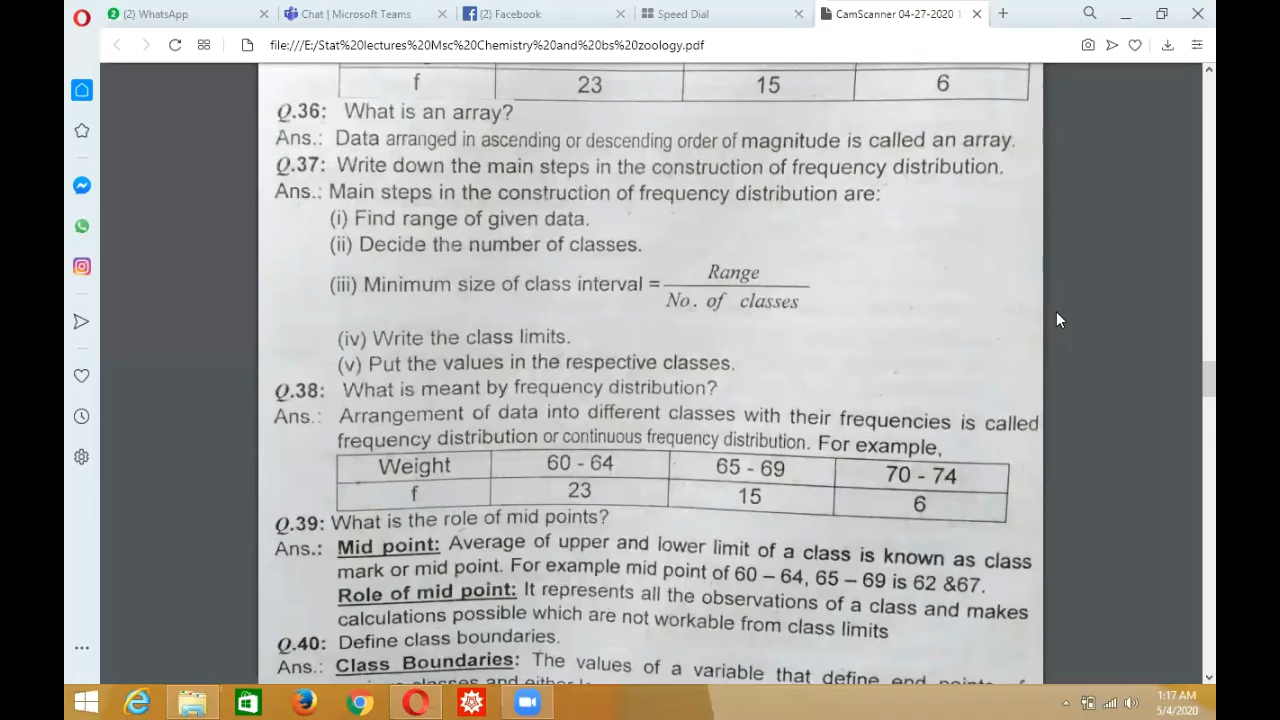 (2) WhatsApp
Chat | Microsoft Teams
(2) Facebook
Speed Dial
CamScanner 04-27-2020 1
file:///E:/Stat%20lectures%20Msc%20Chemistry%20and%20bs%20zoology.pdf
f 23 15 6
Q.36: What is an array?
Ans.: Data arranged in ascending or descending order of magnitude is called an array.
Q.37: Write down the main steps in the construction of frequency distribution.
Ans.: Main steps in the construction of frequency distribution are:
(i) Find range of given data.
(ii) Decide the number of classes.
(iii) Minimum size of class interval = Range
No. of classes
(iv) Write the class limits.
(v) Put the values in the respective classes.
Q.38: What is meant by frequency distribution?
Ans.: Arrangement of data into different classes with their frequencies is called
frequency distribution or continuous frequency distribution. For example,
Weight 60 - 64 65 - 69 70 - 74
f 23 15 6
Q.39: What is the role of mid points?
Ans.: Mid point: Average of upper and lower limit of a class is known as class
mark or mid point. For example mid point of 60 – 64, 65 – 69 is 62 &67.
Role of mid point: It represents all the observations of a class and makes
calculations possible which are not workable from class limits
Q.40: Define class boundaries.
Ans.: Class Boundaries: The values of a variable that define end points of
1:17 AM
5/4/2020